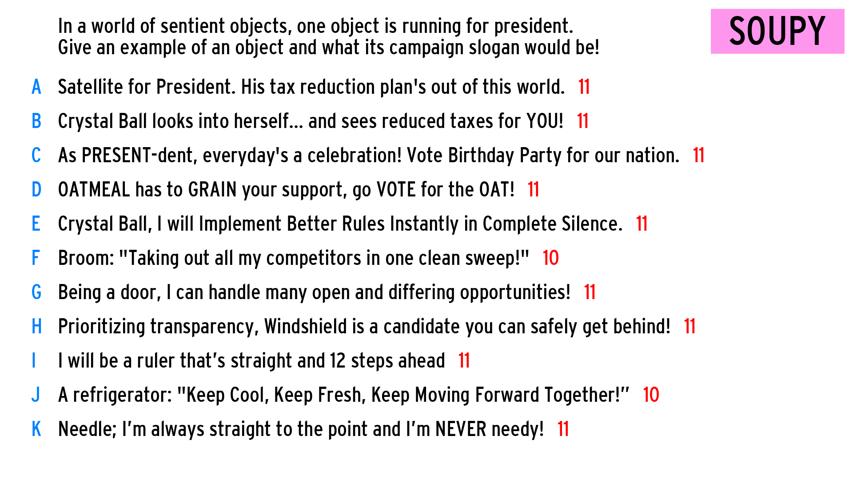 In a world of sentient objects, one object is running for president.
Give an example of an object and what its campaign slogan would be!
SOUPY
A Satellite for President. His tax reduction plan's out of this world. 11
B Crystal Ball looks into herself... and sees reduced taxes for YOU! 11
C As PRESENT-dent, everyday's a celebration! Vote Birthday Party for our nation. 11
D OATMEAL has to GRAIN your support, go VOTE for the OAT! 11
E Crystal Ball, I will Implement Better Rules Instantly in Complete Silence. 11
F Broom: "Taking out all my competitors in one clean sweep!" 10
G Being a door, I can handle many open and differing opportunities! 11
H Prioritizing transparency, Windshield is a candidate you can safely get behind! 11
I I will be a ruler that’s straight and 12 steps ahead 11
J A refrigerator: "Keep Cool, Keep Fresh, Keep Moving Forward Together!” 10
K Needle; I’m always straight to the point and I’m NEVER needy! 11